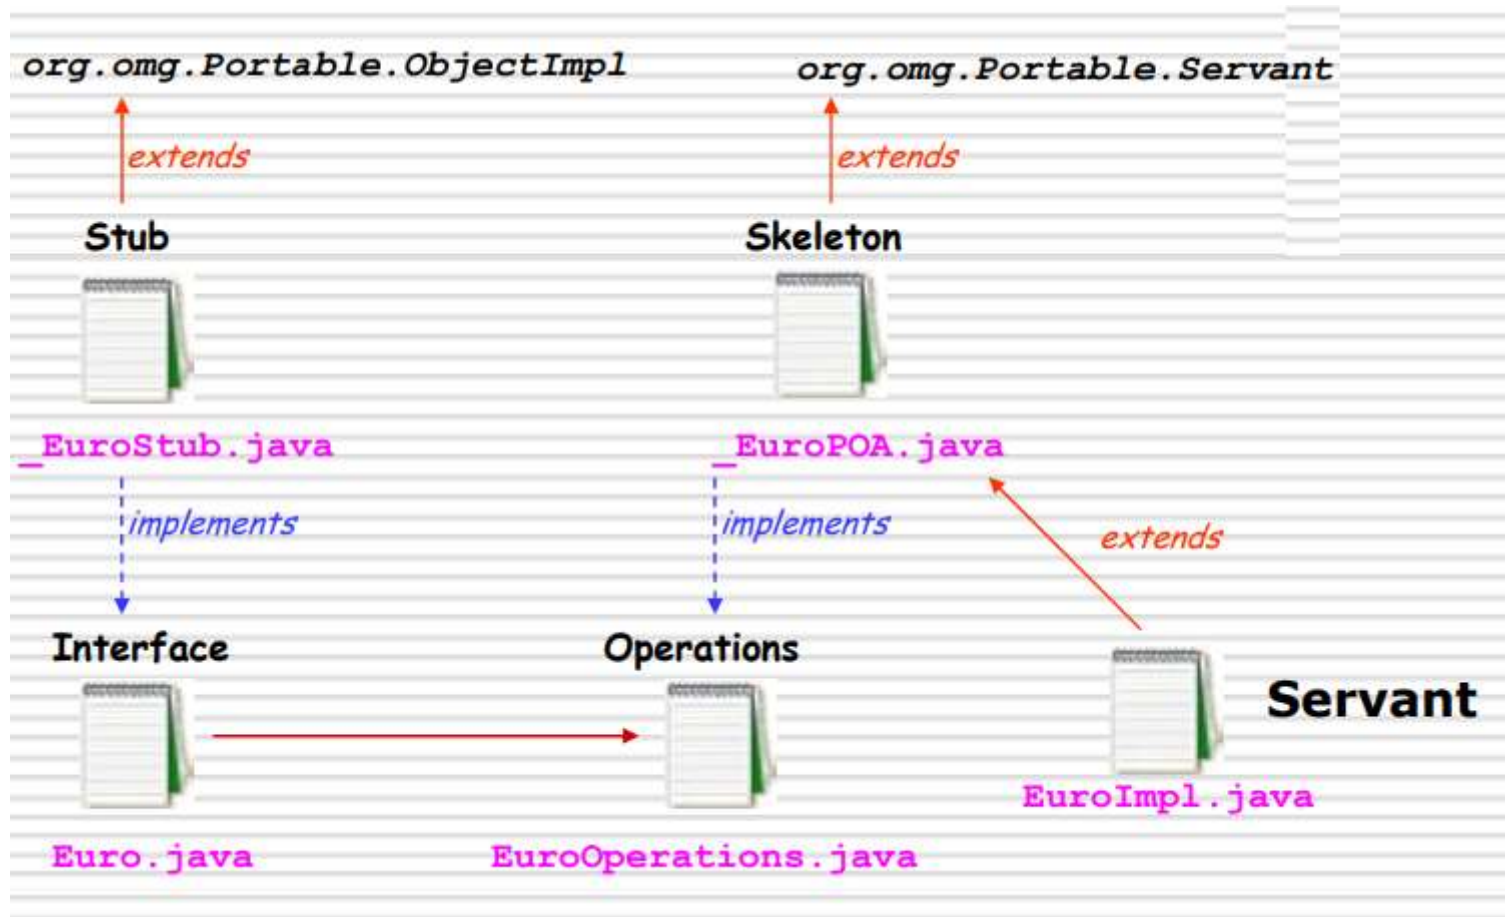 org.omg.Portable.ObjectImpl
org.omg.Portable.Servant
extends
extends
Stub
Skeleton
_EuroStub.java
_EuroPOA.java
implements
implements
extends
Interface
Operations
Servant
EuroImpl.java
Euro.java
EuroOperations.java